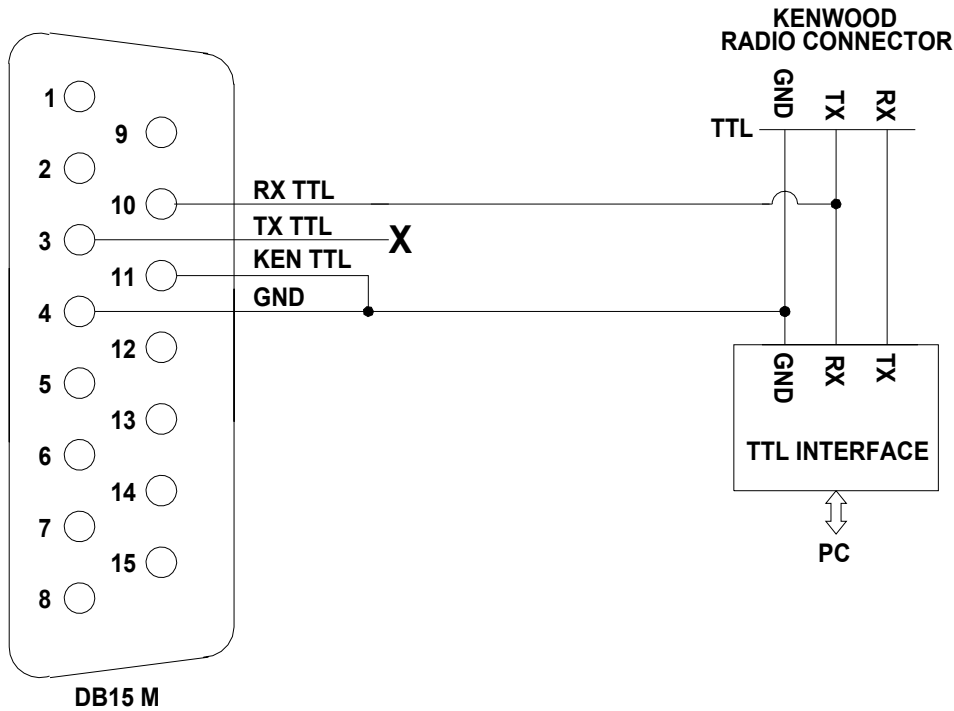 KENWOOD
RADIO CONNECTOR
GND TX RX
TTL
1
9
2
10 RX TTL
3 TX TTL X
11 KEN TTL
4 GND
12
5
13
6
14
7
15
8
GND RX TX
TTL INTERFACE
PC
DB15 M